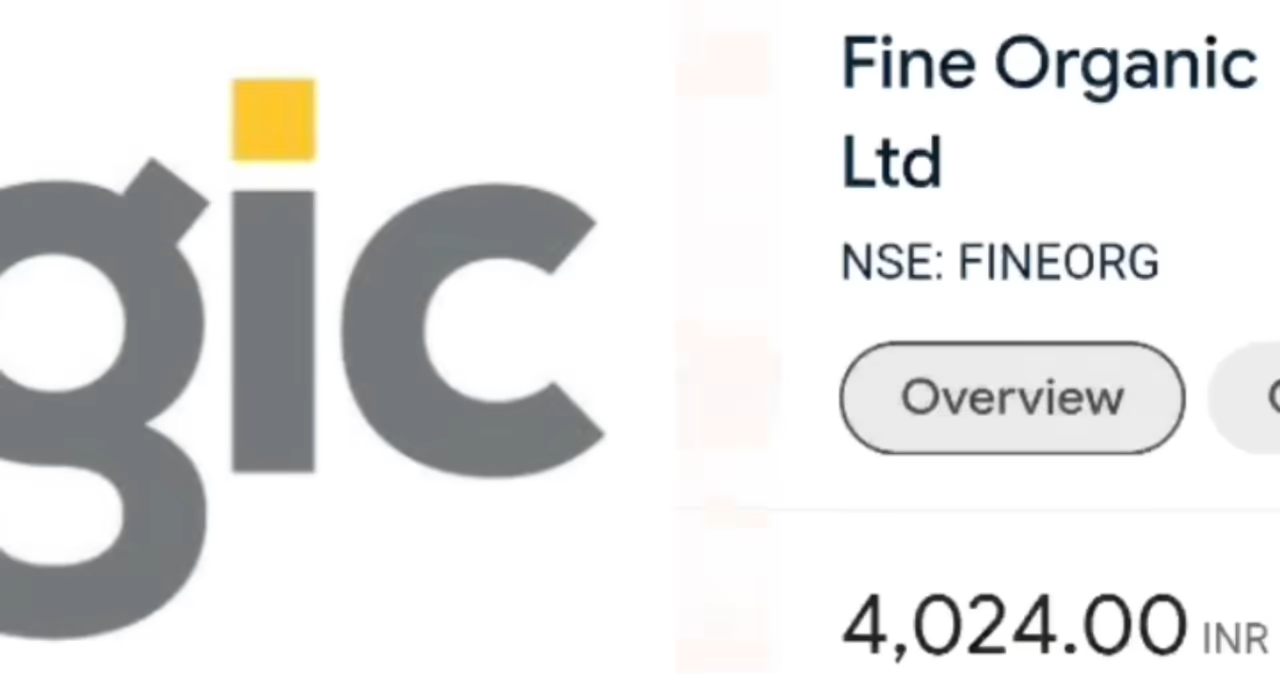 gic
Fine Organic
Ltd
NSE: FINEORG
Overview
4,024.00 INR